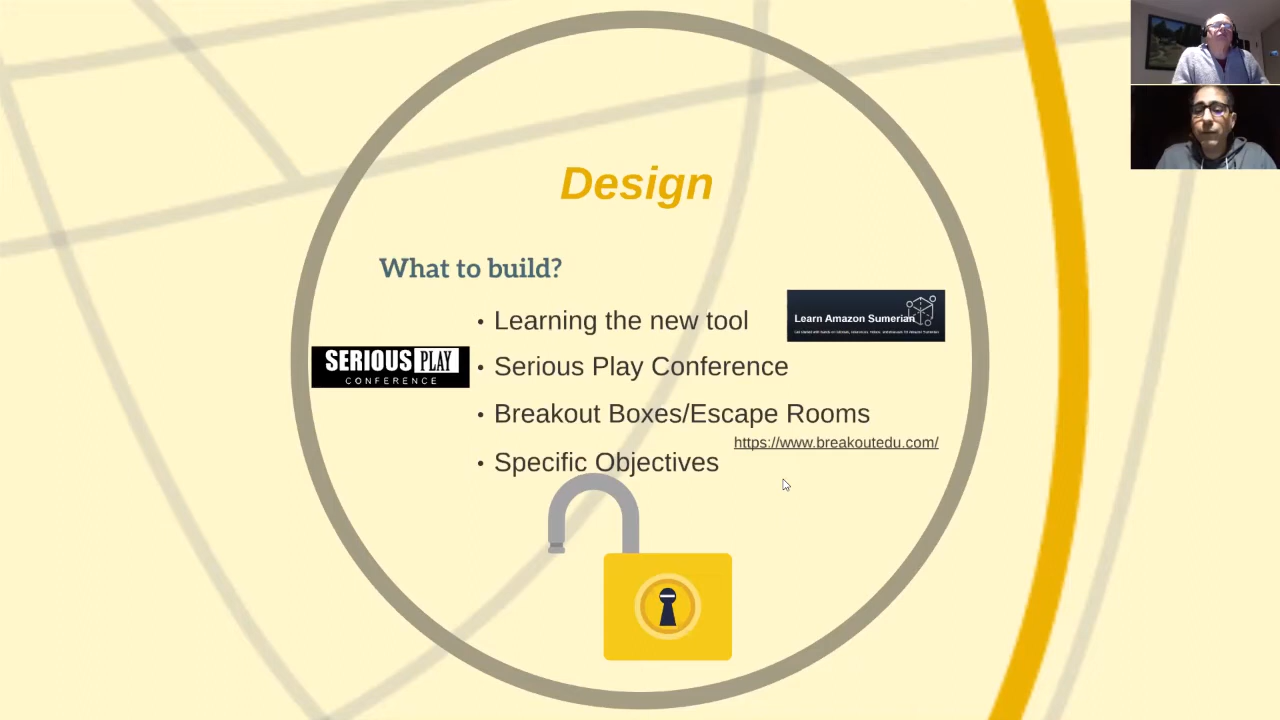 Design
What to build?
• Learning the new tool
Learn Amazon Sumerian
SERIOUS PLAY
CONFERENCE
• Serious Play Conference
• Breakout Boxes/Escape Rooms
https://www.breakoutedu.com/
• Specific Objectives